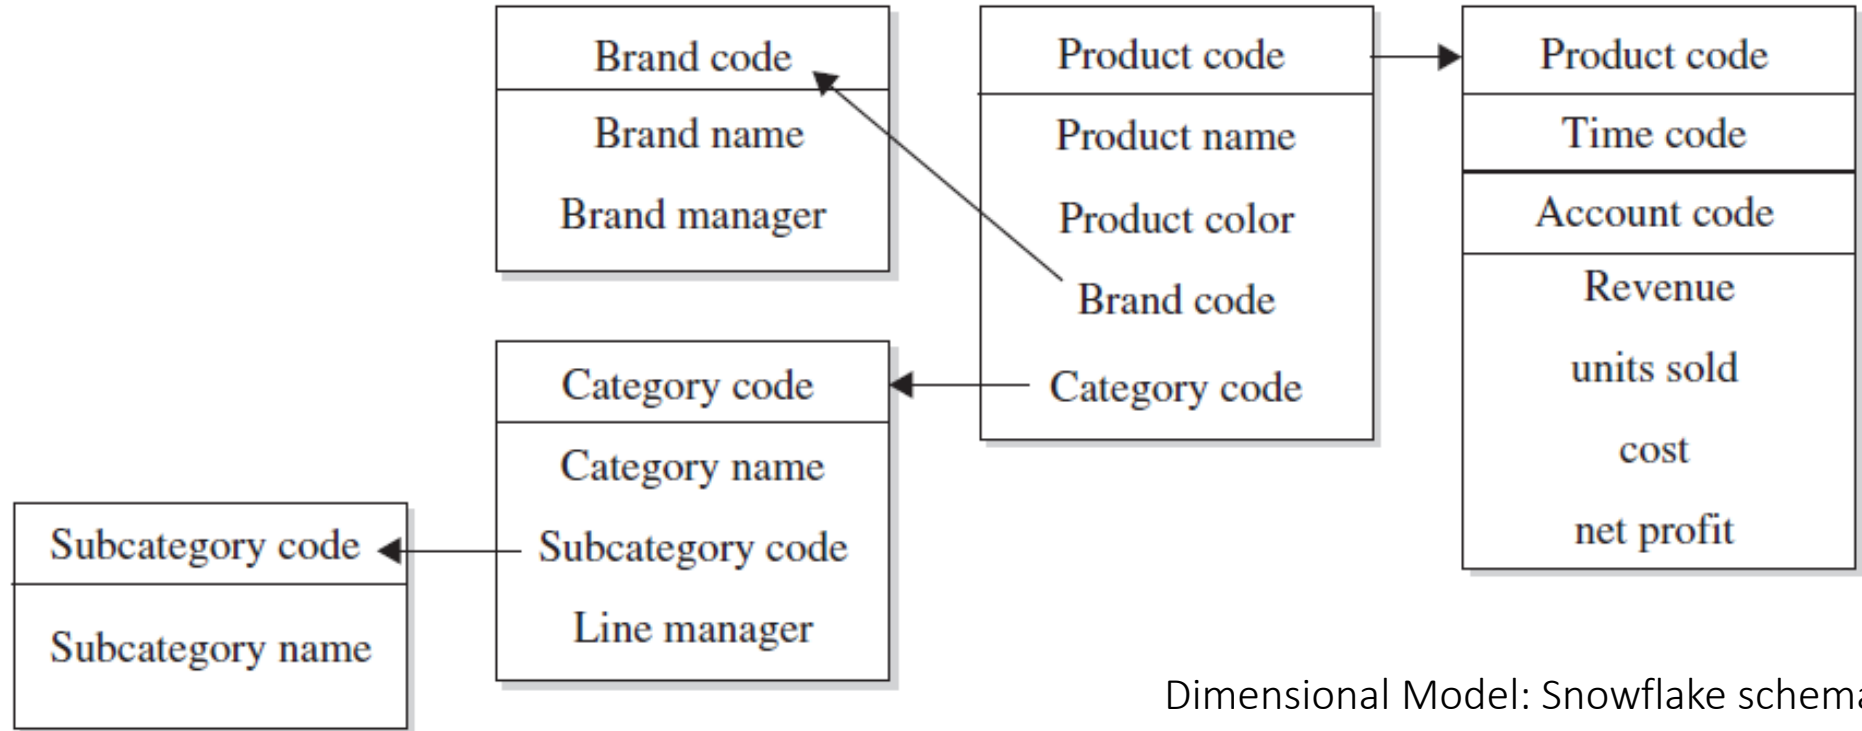 Brand code
Brand name
Brand manager
Product code
Product name
Product color
Brand code
Category code
Product code
Time code
Account code
Revenue
units sold
cost
net profit
Category code
Category name
Subcategory code
Line manager
Subcategory code
Subcategory name
Dimensional Model: Snowflake schema